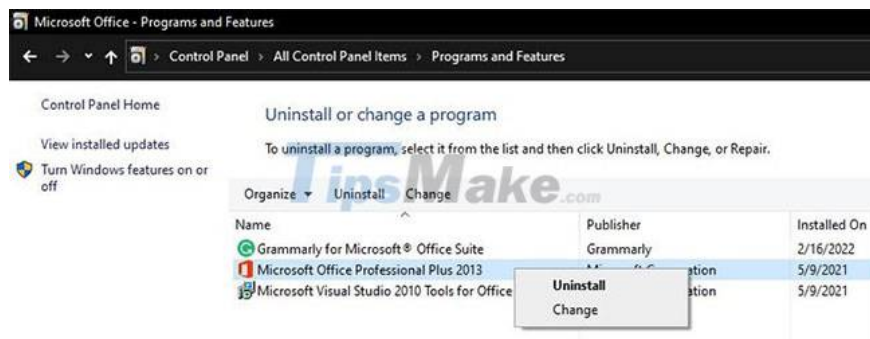 Microsoft Office - Programs and Features
Control Panel > All Control Panel Items > Programs and Features
Control Panel Home
Uninstall or change a program
View installed updates
To uninstall a program, select it from the list and then click Uninstall, Change, or Repair.
Turn Windows features on or
off
TipsMake.com
Organize Uninstall Change
Name Publisher Installed On
Grammarly for Microsoft® Office Suite Grammarly 2/16/2022
Microsoft Office Professional Plus 2013 5/9/2021
Microsoft Visual Studio 2010 Tools for Office 5/9/2021
Uninstall
Change